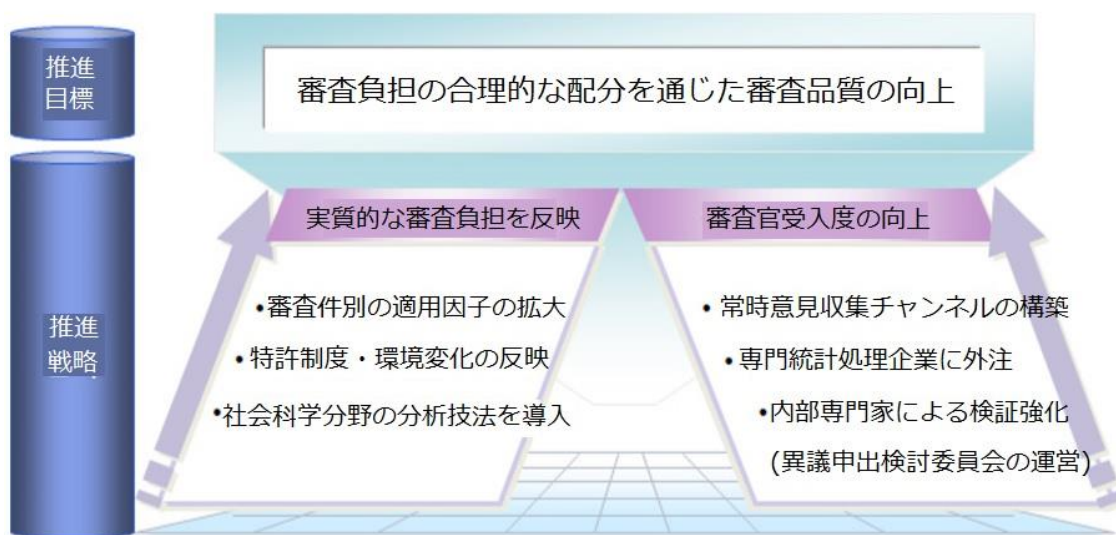 推進
目標
審査負担の合理的な配分を通じた審査品質の向上
推進
戦略
実質的な審査負担を反映
•審査件別の適用因子の拡大
•特許制度・環境変化の反映
•社会科学分野の分析技法を導入
審査官受入度の向上
•常時意見収集チャンネルの構築
•専門統計処理企業に外注
•内部専門家による検証強化
(異議申出検討委員会の運営)